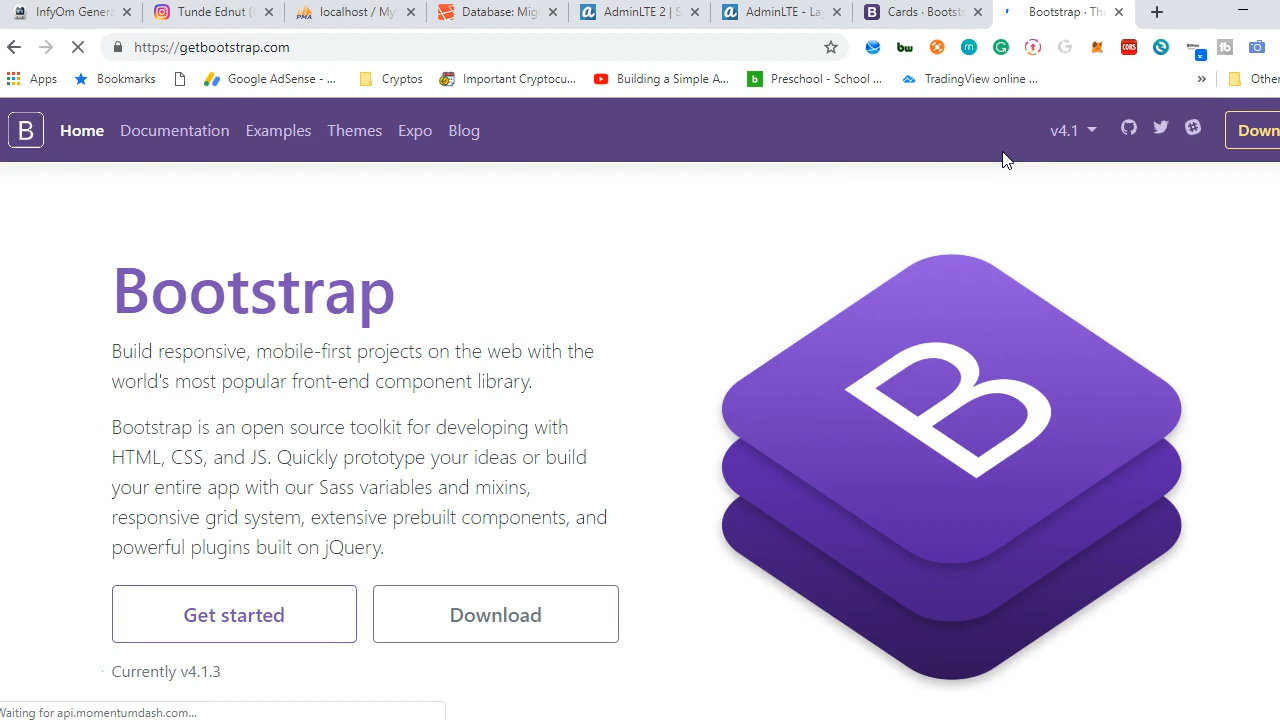 InfyOm Genera
Tunde Ednut (
localhost / My
Database: Mig
AdminLTE 2 | S
AdminLTE - La
Cards · Bootst
Bootstrap · Th
https://getbootstrap.com
Apps
Bookmarks
Google AdSense - ...
Cryptos
Important Cryptocu...
Building a Simple A...
Preschool - School ...
TradingView online ...
»
Other
B
Home
Documentation
Examples
Themes
Expo
Blog
v4.1
Down
Bootstrap
Build responsive, mobile-first projects on the web with the
world's most popular front-end component library.
Bootstrap is an open source toolkit for developing with
HTML, CSS, and JS. Quickly prototype your ideas or build
your entire app with our Sass variables and mixins,
responsive grid system, extensive prebuilt components, and
powerful plugins built on jQuery.
Get started
Download
Currently v4.1.3
B
Waiting for api.momentumdash.com...